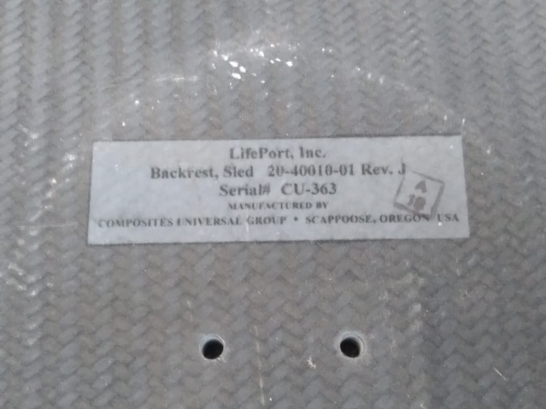 LifePort, Inc.
Backrest, Sled 20-40010-01 Rev. J
Serial# CU-363
MANUFACTURED BY
COMPOSITES UNIVERSAL GROUP • SCAPPOOSE, OREGON USA
A
18